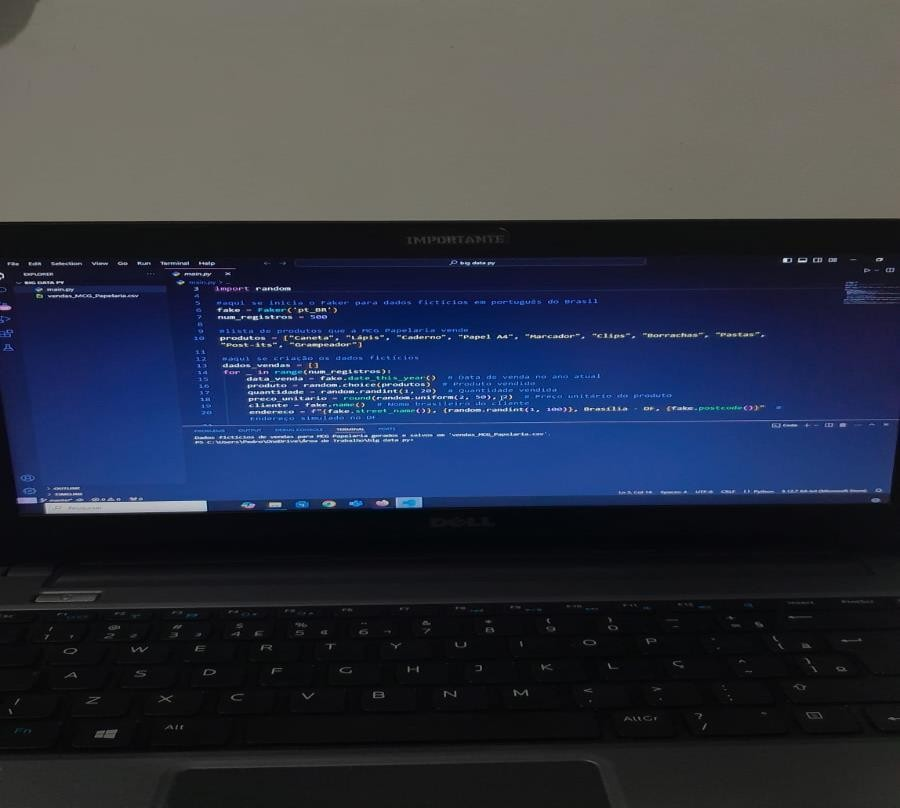 IMPORTANTE
File Edit Selection View Go Run Terminal Help
big data py
EXPLORER
main.py
BIG DATA PY
main.py
vendas_MCG_Papelaria.csv
main.py
3 import random
4
5 #aqui se inicia o Faker para dados fictícios em português do Brasil
6 fake = Faker('pt_BR')
7 num_registros = 500
8
9 #lista de produtos que a MCG Papelaria vende
10 produtos = ["Caneta", "Lápis", "Caderno", "Papel A4", "Marcador", "Clips", "Borrachas", "Pastas",
"Post-its", "Grampeador"]
11
12 #aqui se criação os dados fictícios
13 dados_vendas = []
14 for _ in range(num_registros):
15 data_venda = fake.date_this_year() # Data de venda no ano atual
16 produto = random.choice(produtos) # Produto vendido
17 quantidade = random.randint(1, 20) # Quantidade vendida
18 preco_unitario = round(random.uniform(2, 50), 2) # Preço unitário do produto
19 cliente = fake.name() # Nome brasileiro do cliente
20 endereco = f"{fake.street_name()}, {random.randint(1, 100)}, Brasília - DF, {fake.postcode()}" #
Endereço simulado no DF
PROBLEMS OUTPUT DEBUG CONSOLE TERMINAL PORTS
Code
Dados fictícios de vendas para MCG Papelaria gerados e salvos em 'vendas_MCG_Papelaria.csv'.
PS C:\Users\Pedro\OneDrive\Área de Trabalho\big data py>
OUTLINE
TIMELINE
Ln 3, Col 14 Spaces: 4 UTF-8 CRLF Python 3.12.7 64-bit (Microsoft Store)
Pesquisar
DELL
Q W E R T Y U I O P
A S D F G H J K L Ç
Z X C V B N M
Fn Alt AltGr